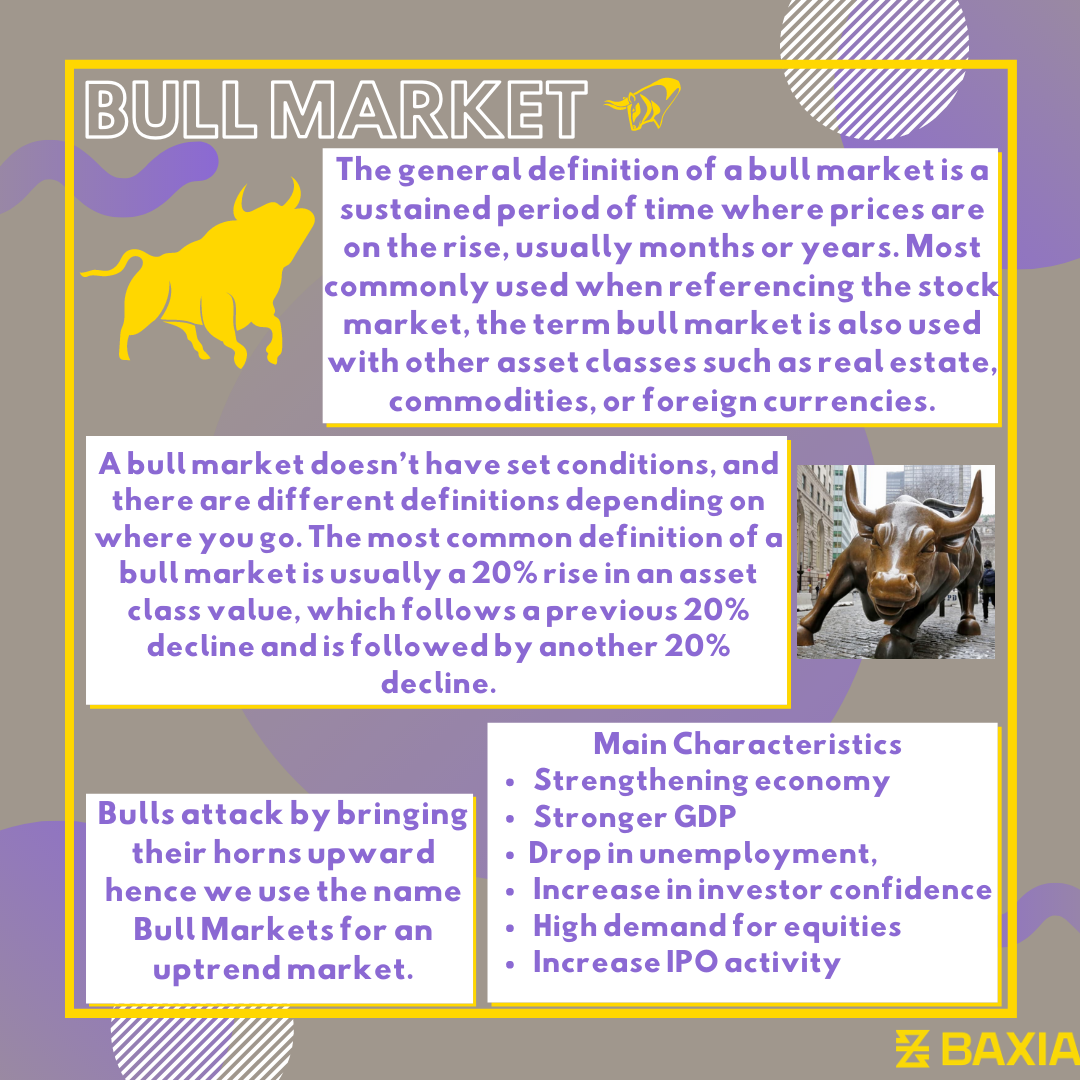 BULL MARKET
The general definition of a bull market is a
sustained period of time where prices are
on the rise, usually months or years. Most
commonly used when referencing the stock
market, the term bull market is also used
with other asset classes such as real estate,
commodities, or foreign currencies.
A bull market doesn’t have set conditions, and
there are different definitions depending on
where you go. The most common definition of a
bull market is usually a 20% rise in an asset
class value, which follows a previous 20%
decline and is followed by another 20%
decline.
Bulls attack by bringing
their horns upward
hence we use the name
Bull Markets for an
uptrend market.
Main Characteristics
• Strengthening economy
• Stronger GDP
• Drop in unemployment,
• Increase in investor confidence
• High demand for equities
• Increase IPO activity
BAXIA